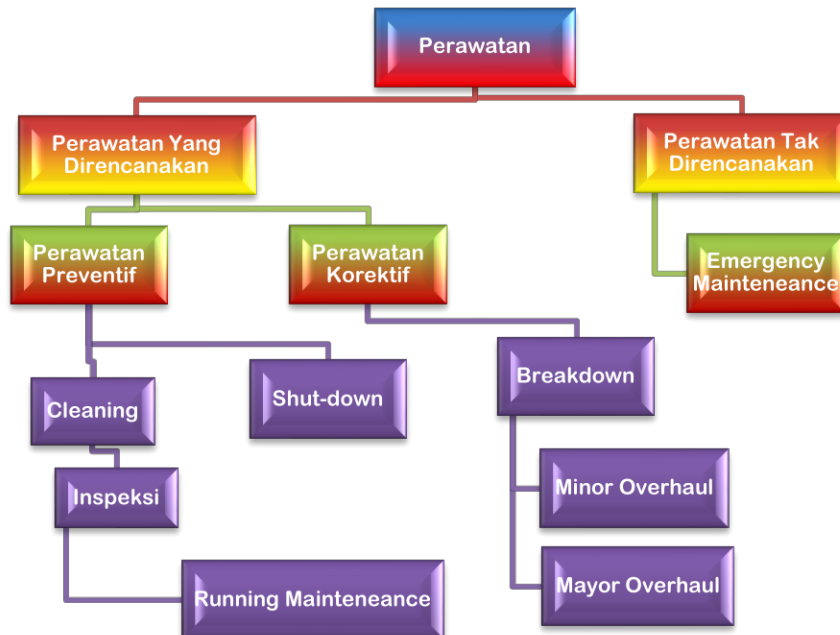 Perawatan
Perawatan Yang
Direncanakan
Perawatan Tak
Direncanakan
Perawatan
Preventif
Perawatan
Korektif
Emergency
Mainteneance
Cleaning
Shut-down
Breakdown
Inspeksi
Minor Overhaul
Running Mainteneance
Mayor Overhaul